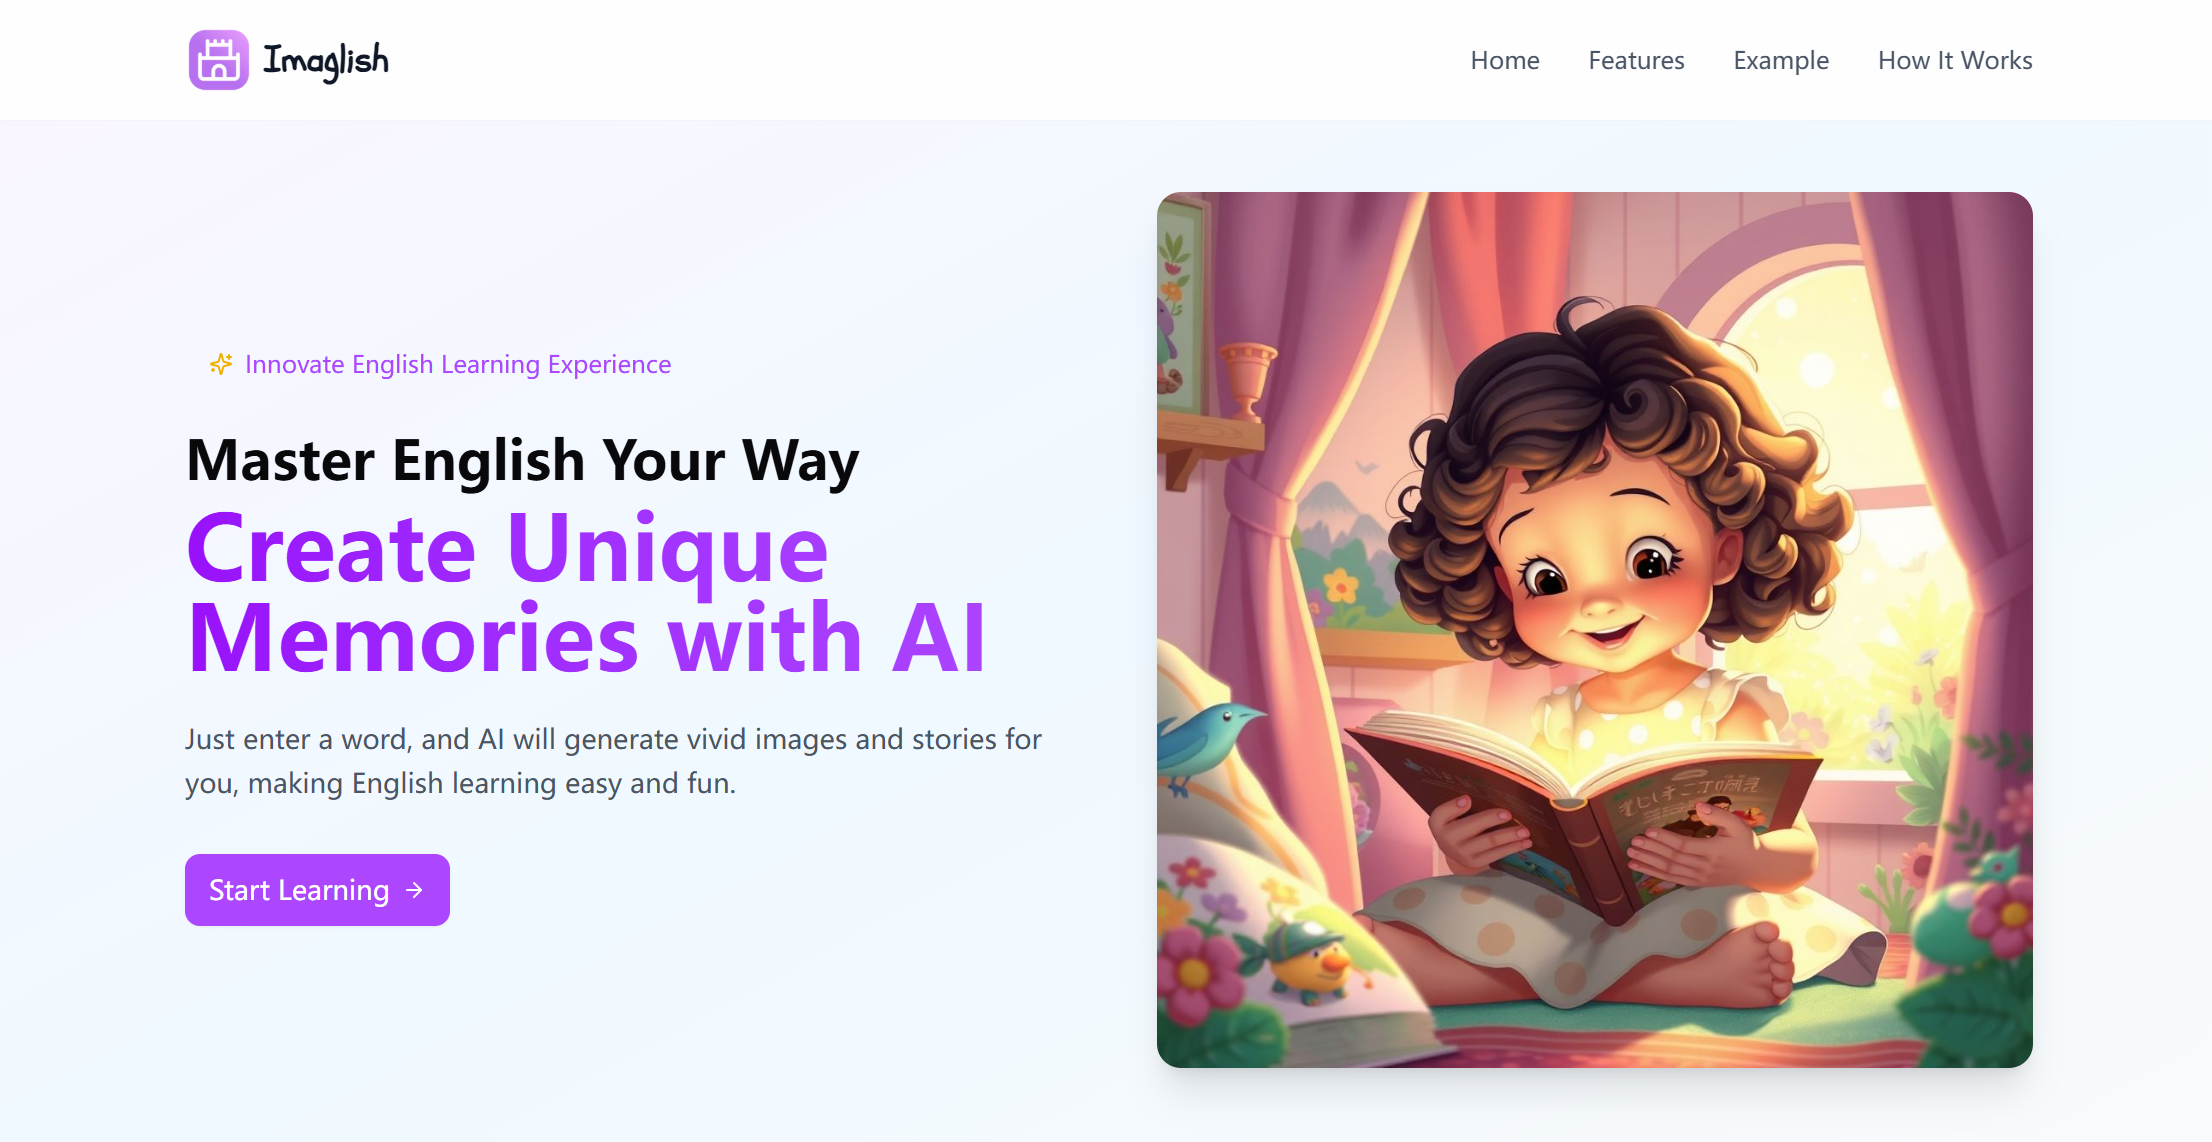 Imaglish
Home Features Example How It Works
Innovate English Learning Experience
Master English Your Way
Create Unique
Memories with AI
Just enter a word, and AI will generate vivid images and stories for
you, making English learning easy and fun.
Start Learning →